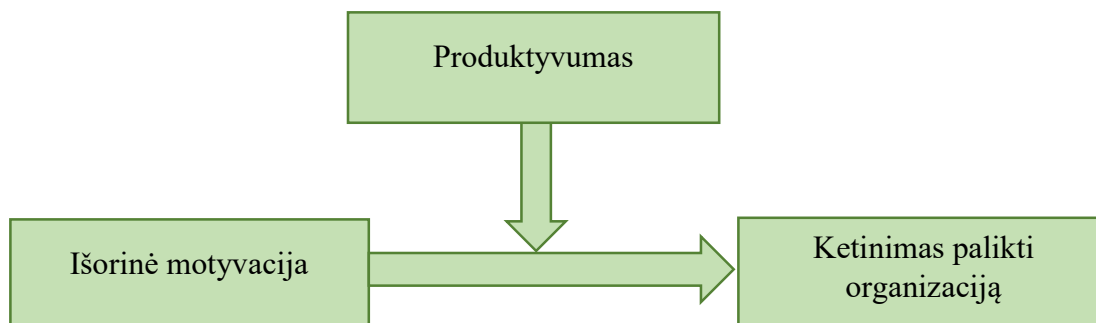 Produktyvumas
Išorinė motyvacija
Ketinimas palikti
organizaciją